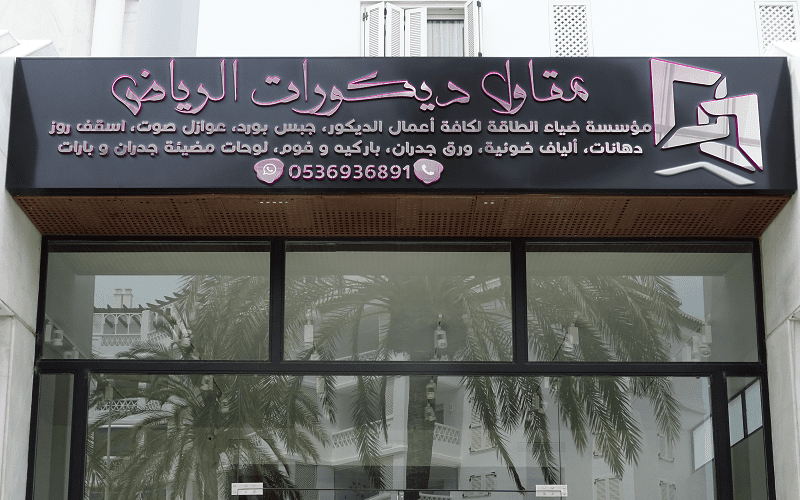 مقاول ديكورات الرياض
مؤسسة ضياء الطاقة لكافة أعمال الديكور، جبس بورد، عوازل صوت، اسقف روز
دهانات، ألياف ضوئية، ورق جدران، باركيه و فوم، لوحات مضيئة جدران و بارات
0536936891